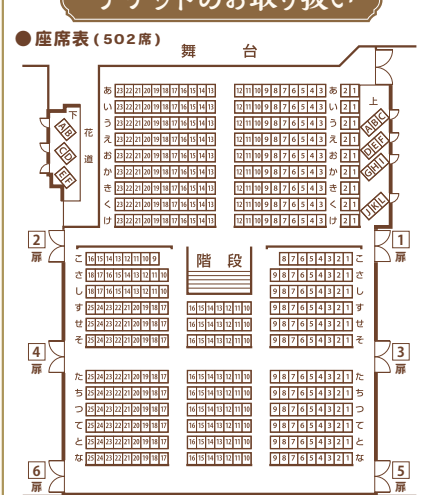 チケットのお取り扱い
●座席表(502席)
舞 台
あ 23 22 21 20 19 18 17 16 15 14 13 12 11 10 9 8 7 6 5 4 3 あ 2 1
い 23 22 21 20 19 18 17 16 15 14 13 12 11 10 9 8 7 6 5 4 3 い 2 1
う 23 22 21 20 19 18 17 16 15 14 13 12 11 10 9 8 7 6 5 4 3 う 2 1
え 23 22 21 20 19 18 17 16 15 14 13 12 11 10 9 8 7 6 5 4 3 え 2 1
お 23 22 21 20 19 18 17 16 15 14 13 12 11 10 9 8 7 6 5 4 3 お 2 1
か 23 22 21 20 19 18 17 16 15 14 13 12 11 10 9 8 7 6 5 4 3 か 2 1
き 23 22 21 20 19 18 17 16 15 14 13 12 11 10 9 8 7 6 5 4 3 き 2 1
く 23 22 21 20 19 18 17 16 15 14 13 12 11 10 9 8 7 6 5 4 3 く 2 1
け 23 22 21 20 19 18 17 16 15 14 13 12 11 10 9 8 7 6 5 4 3 け 2 1
下
AB
CD
EF
花道
上
ABC
DEF
GHI
JKL
2扉
1扉
階 段
こ 16 15 14 13 12 11 10 9 8 7 6 5 4 3 2 1 こ
さ 18 17 16 15 14 13 12 11 10 9 8 7 6 5 4 3 2 1 さ
し 18 17 16 15 14 13 12 11 10 9 8 7 6 5 4 3 2 1 し
す 25 24 23 22 21 20 19 18 17 16 15 14 13 12 11 10 9 8 7 6 5 4 3 2 1 す
せ 25 24 23 22 21 20 19 18 17 16 15 14 13 12 11 10 9 8 7 6 5 4 3 2 1 せ
そ 25 24 23 22 21 20 19 18 17 16 15 14 13 12 11 10 9 8 7 6 5 4 3 2 1 そ
4扉
3扉
た 25 24 23 22 21 20 19 18 17 16 15 14 13 12 11 10 9 8 7 6 5 4 3 2 1 た
ち 25 24 23 22 21 20 19 18 17 16 15 14 13 12 11 10 9 8 7 6 5 4 3 2 1 ち
つ 25 24 23 22 21 20 19 18 17 16 15 14 13 12 11 10 9 8 7 6 5 4 3 2 1 つ
て 25 24 23 22 21 20 19 18 17 16 15 14 13 12 11 10 9 8 7 6 5 4 3 2 1 て
と 25 24 23 22 21 20 19 18 17 16 15 14 13 12 11 10 9 8 7 6 5 4 3 2 1 と
な 25 24 23 22 21 20 19 18 17 16 15 14 13 12 11 10 9 8 7 6 5 4 3 2 1 な
6扉
5扉